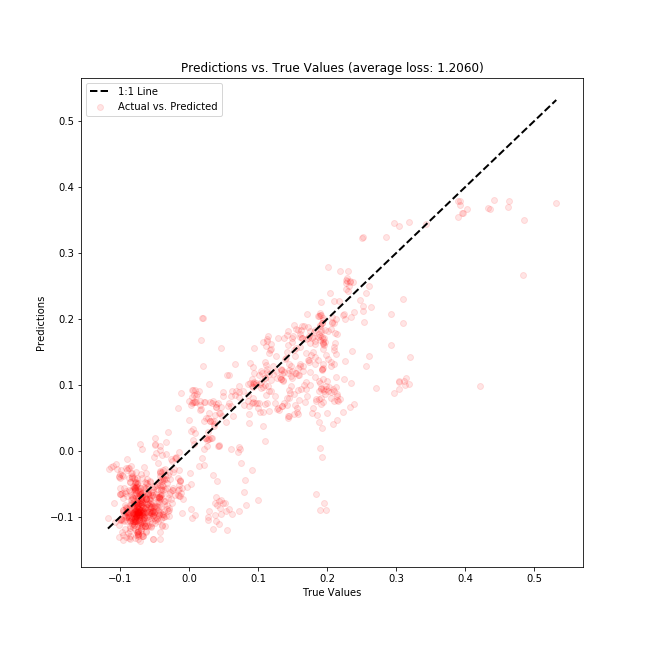 Predictions vs. True Values (average loss: 1.2060)
1:1 Line
Actual vs. Predicted
Predictions
0.5
0.4
0.3
0.2
0.1
0.0
−0.1
−0.1 0.0 0.1 0.2 0.3 0.4 0.5
True Values